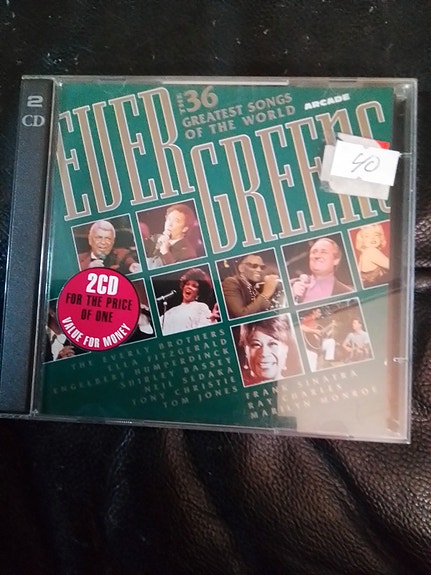 2
CD
THE 36
GREATEST SONGS
OF THE WORLD
ARCADE
EVER
GREENS
40
2CD
FOR THE PRICE
OF ONE
VALUE FOR MONEY
THE EVERLY BROTHERS
ELLA FITZGERALD
ENGELBERT HUMPERDINCK
SHIRLEY BASSEY
NEIL SEDAKA
TONY CHRISTIE
TOM JONES
FRANK SINATRA
RAY CHARLES
MARILYN MONROE